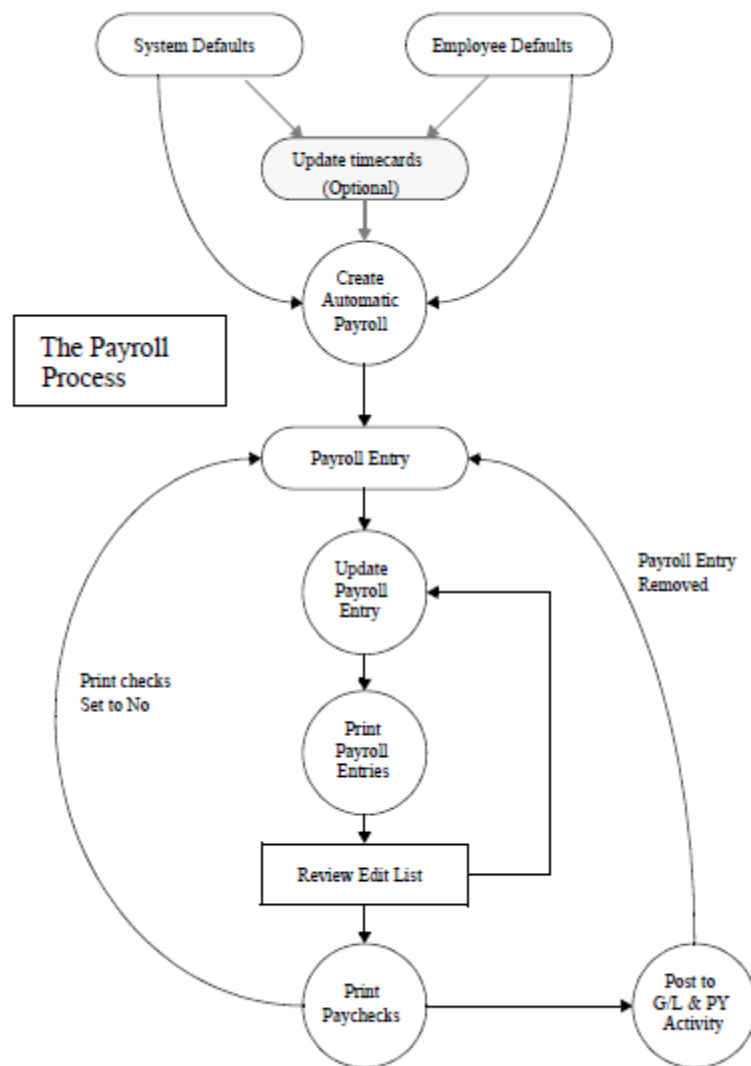 System Defaults
Employee Defaults
Update timecards
(Optional)
Create
Automatic
Payroll
The Payroll
Process
Payroll Entry
Update
Payroll
Entry
Payroll Entry
Removed
Print checks
Set to No
Print
Payroll
Entries
Review Edit List
Print
Paychecks
Post to
G/L & PY
Activity